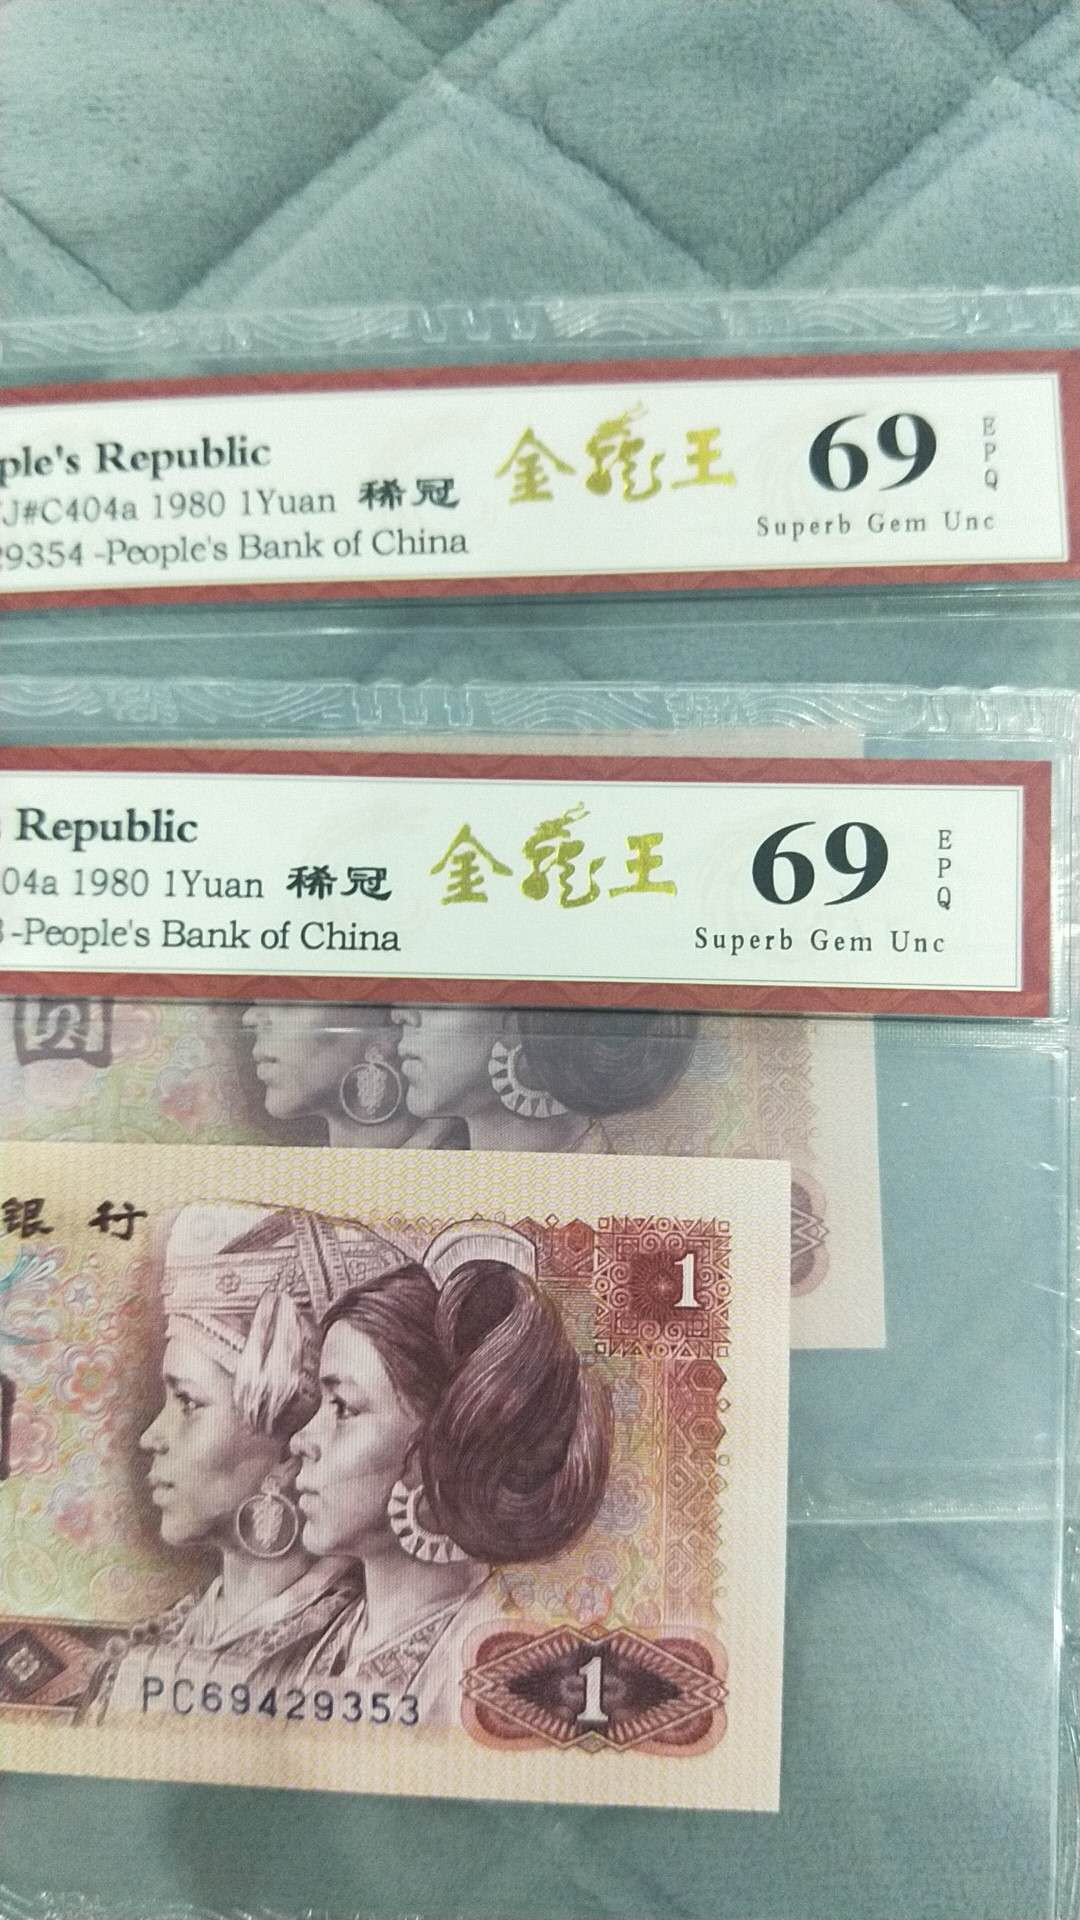 ple's Republic
J#C404a 1980 1Yuan 稀冠
29354 -People's Bank of China
金龍王
69
EPQ
Superb Gem Unc
Republic
04a 1980 1Yuan 稀冠
3 -People's Bank of China
金龍王
69
EPQ
Superb Gem Unc
圆
银行
1
PC69429353
1